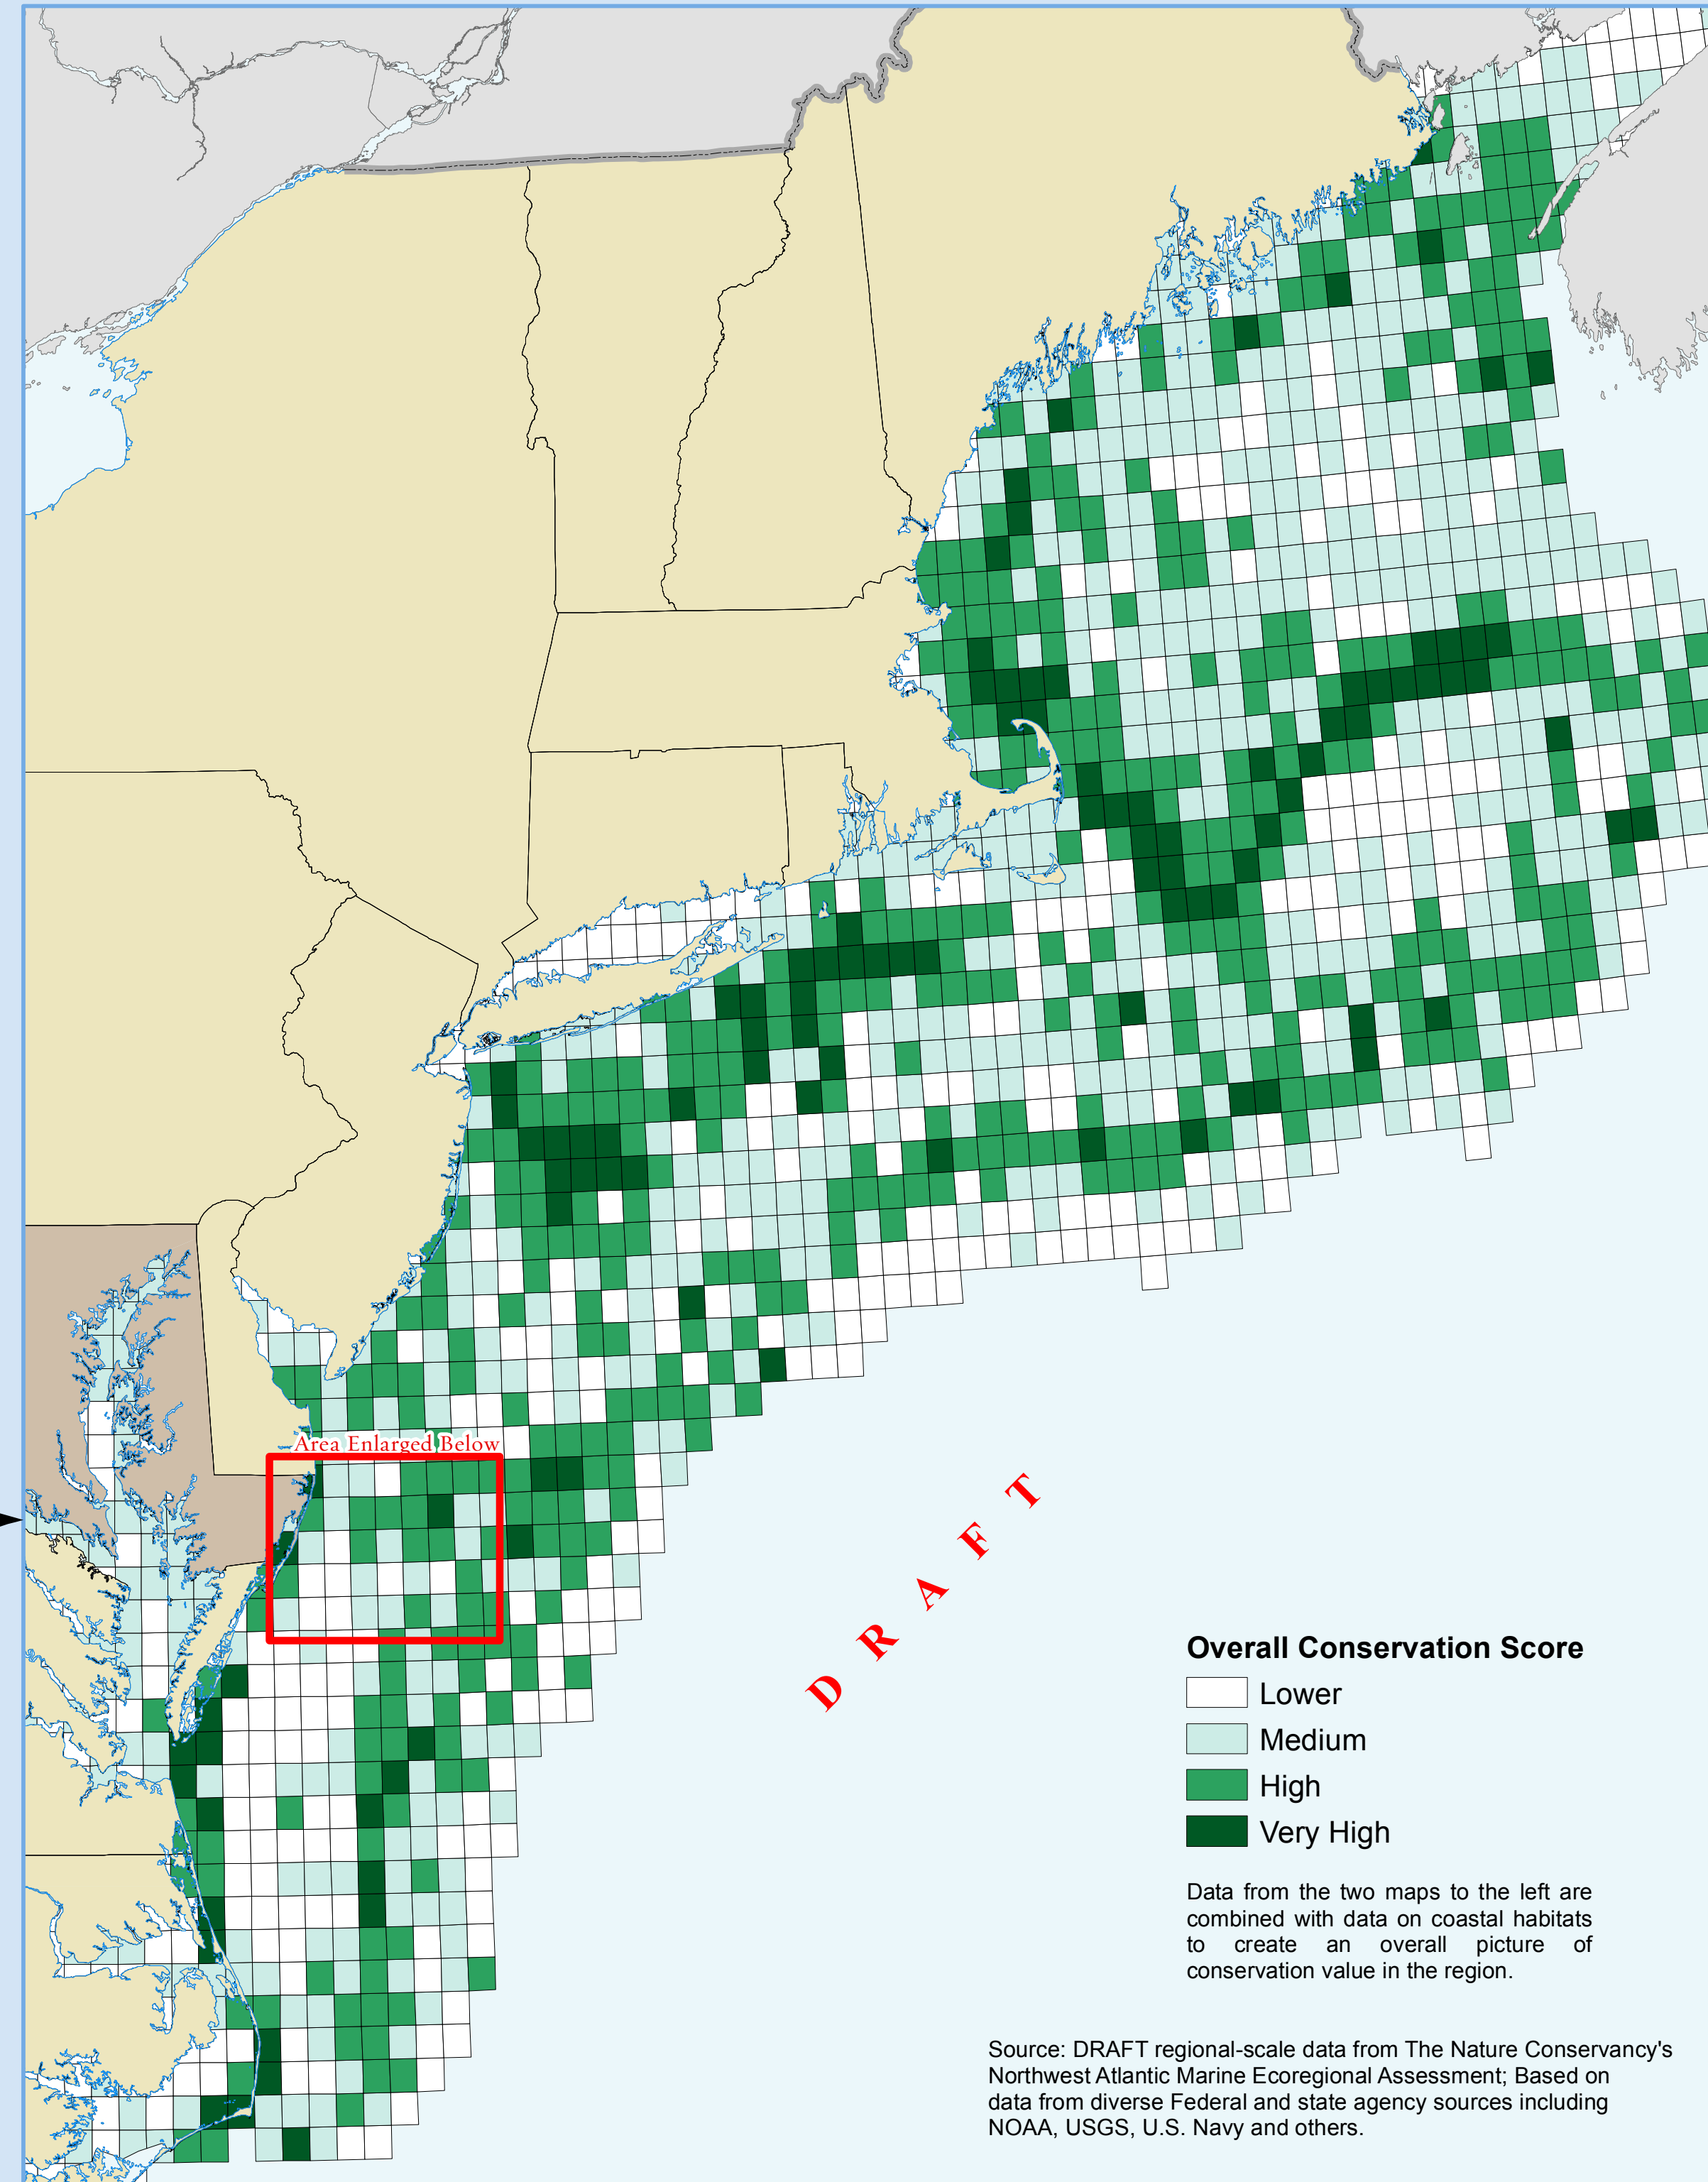 Area Enlarged Below
DRAFT
Overall Conservation Score
Lower
Medium
High
Very High
Data from the two maps to the left are
combined with data on coastal habitats
to create an overall picture of
conservation value in the region.
Source: DRAFT regional-scale data from The Nature Conservancy's
Northwest Atlantic Marine Ecoregional Assessment; Based on
data from diverse Federal and state agency sources including
NOAA, USGS, U.S. Navy and others.